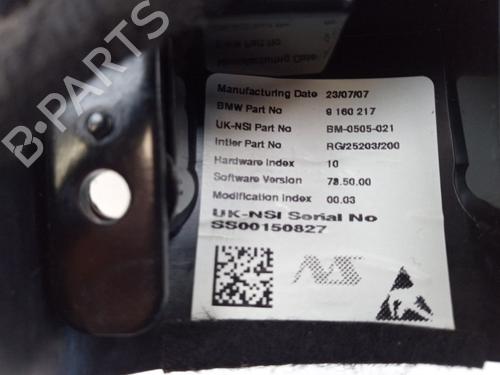 Manufacturing Date 23/07/07
BMW Part No 9 160 217
UK-NSI Part No BM-0505-021
Intier Part No RG/25203/200
Hardware Index 10
Software Version 78.50.00
Modification Index 00.03
UK-NSI Serial No
SS00150827
NS
B-PARTS